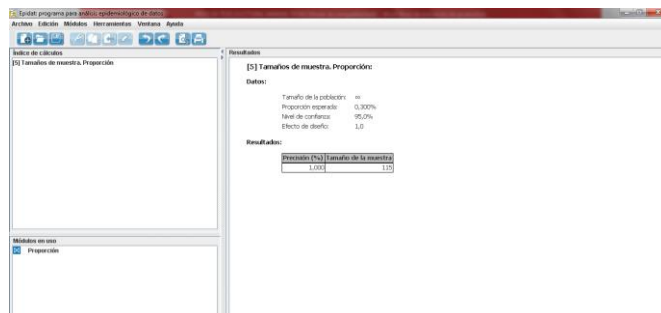 Epidat: programa para análisis epidemiológico de datos
Archivo Edición Módulos Herramientas Ventana Ayuda
Índice de cálculos
[5] Tamaños de muestra. Proporción
Módulos en uso
Proporción
Resultados
[5] Tamaños de muestra. Proporción:
Datos:
Tamaño de la población: ∞
Proporción esperada: 0,300%
Nivel de confianza: 95,0%
Efecto de diseño: 1,0
Resultados:
Precisión (%) Tamaño de la muestra
1,000 115